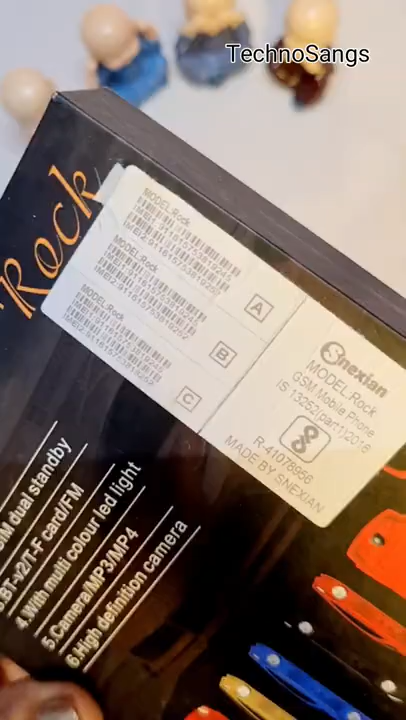 TechnoSangs
Rock
MODEL:Rock
MODEL:Rock
MODEL:Rock
A
B
C
Snexian
MODEL:Rock
GSM Mobile Phone
IS 13252(part1)2016
R-41078956
MADE BY SNEXIAN
dual standby
BT-v2/T-F card/FM
4.With multi colour led light
5.Camera/MP3/MP4
6.High definition camera